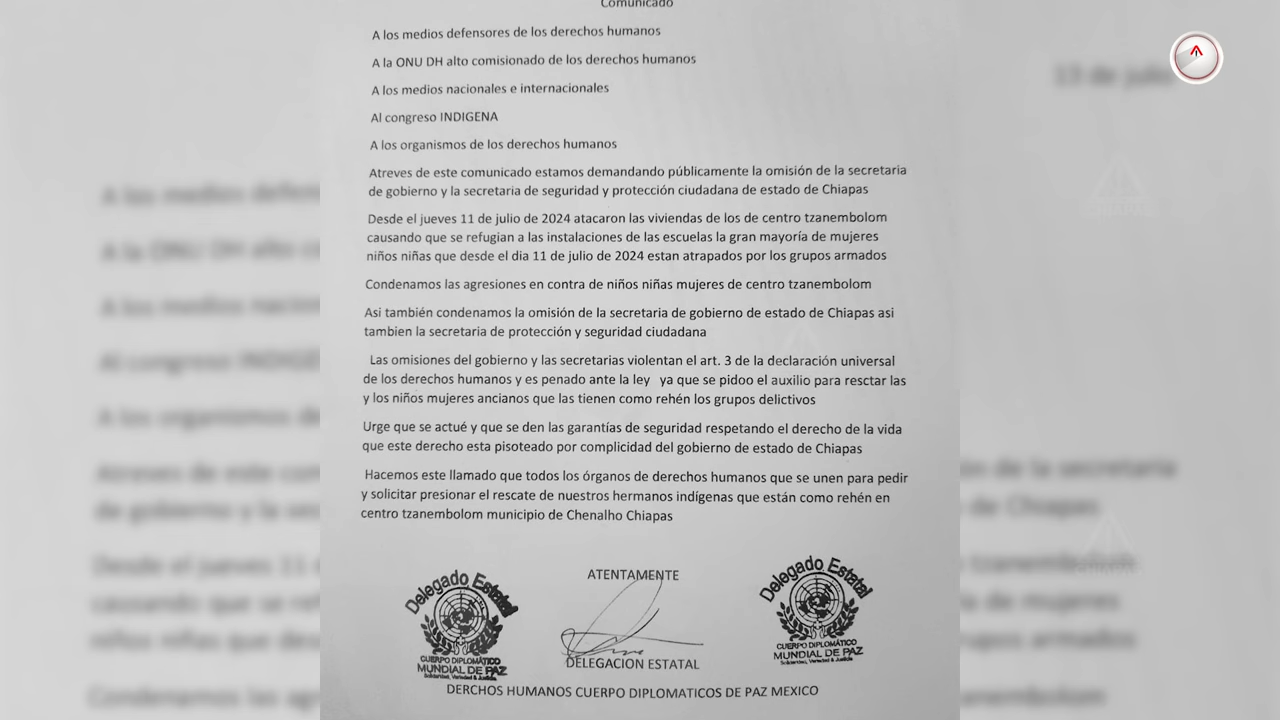 Comunicado
A los medios defensores de los derechos humanos
A la ONU DH alto comisionado de los derechos humanos
A los medios nacionales e internacionales
Al congreso INDIGENA
A los organismos de los derechos humanos
Atreves de este comunicado estamos demandando públicamente la omisión de la secretaria
de gobierno y la secretaria de seguridad y protección ciudadana de estado de Chiapas
Desde el jueves 11 de julio de 2024 atacaron las viviendas de los de centro tzanembolom
causando que se refugian a las instalaciones de las escuelas la gran mayoría de mujeres
niños niñas que desde el dia 11 de julio de 2024 estan atrapados por los grupos armados
Condenamos las agresiones en contra de niños niñas mujeres de centro tzanembolom
Asi también condenamos la omisión de la secretaria de gobierno de estado de Chiapas asi
tambien la secretaria de protección y seguridad ciudadana
Las omisiones del gobierno y las secretarias violentan el art. 3 de la declaración universal
de los derechos humanos y es penado ante la ley ya que se pidoo el auxilio para resctar las
y los niños mujeres ancianos que las tienen como rehén los grupos delictivos
Urge que se actué y que se den las garantías de seguridad respetando el derecho de la vida
que este derecho esta pisoteado por complicidad del gobierno de estado de Chiapas
Hacemos este llamado que todos los órganos de derechos humanos que se unen para pedir
y solicitar presionar el rescate de nuestros hermanos indígenas que están como rehén en
centro tzanembolom municipio de Chenalho Chiapas
ATENTAMENTE
Delegado Estatal
CUERPO DIPLOMÁTICO
MUNDIAL DE PAZ
Delegado Estatal
CUERPO DIPLOMÁTICO
MUNDIAL DE PAZ
DELEGACION ESTATAL
DERCHOS HUMANOS CUERPO DIPLOMATICOS DE PAZ MEXICO